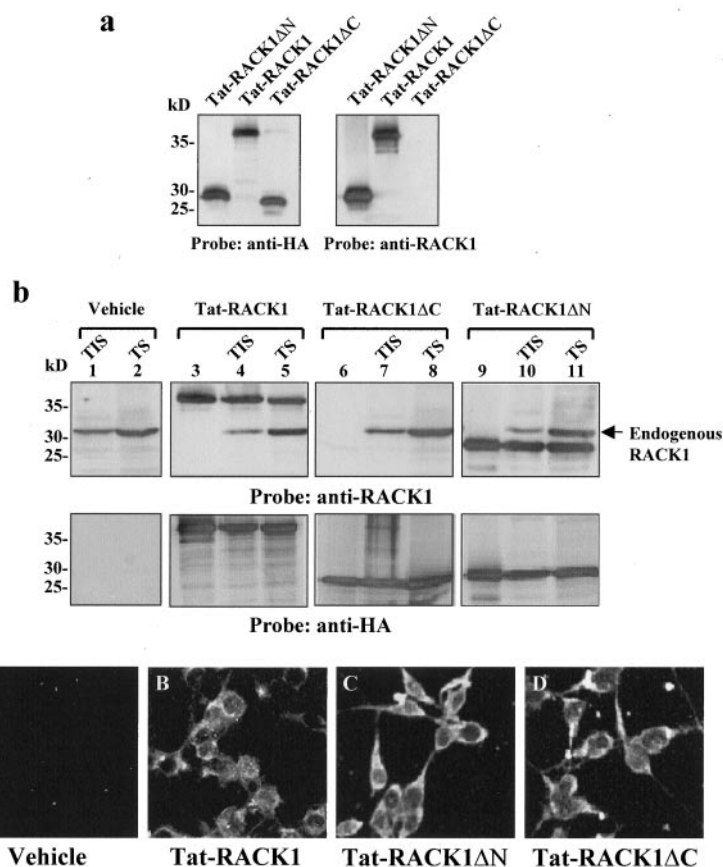 a
Tat-RACK1ΔN Tat-RACK1 Tat-RACK1ΔC Tat-RACK1ΔN Tat-RACK1 Tat-RACK1ΔC
kD
35-
30-
25-
Probe: anti-HA Probe: anti-RACK1
b
Vehicle Tat-RACK1 Tat-RACK1ΔC Tat-RACK1ΔN
TIS TS TIS TS TIS TS TIS TS
kD 1 2 3 4 5 6 7 8 9 10 11
35-
30-
25-
Endogenous
RACK1
Probe: anti-RACK1
35-
30-
25-
Probe: anti-HA
B C D
Vehicle Tat-RACK1 Tat-RACK1ΔN Tat-RACK1ΔC